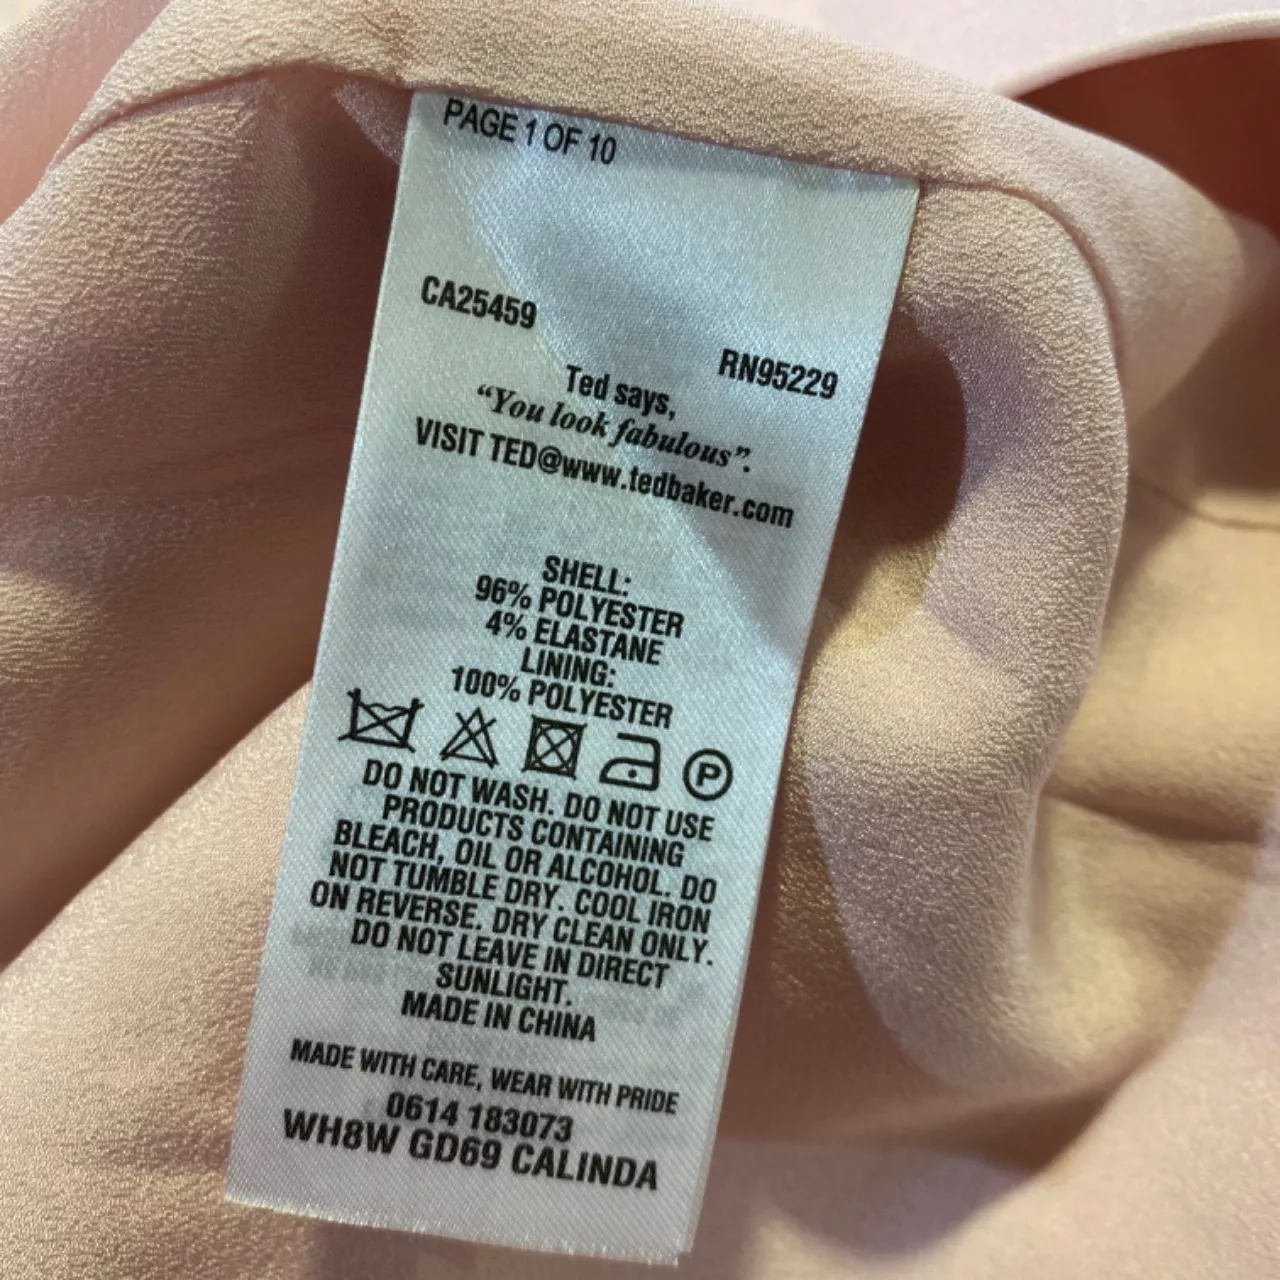 PAGE 1 OF 10
CA25459
RN95229
Ted says,
“You look fabulous”.
VISIT TED@www.tedbaker.com
SHELL:
96% POLYESTER
4% ELASTANE
LINING:
100% POLYESTER
P
DO NOT WASH. DO NOT USE
PRODUCTS CONTAINING
BLEACH, OIL OR ALCOHOL. DO
NOT TUMBLE DRY. COOL IRON
ON REVERSE. DRY CLEAN ONLY.
DO NOT LEAVE IN DIRECT
SUNLIGHT.
MADE IN CHINA
MADE WITH CARE, WEAR WITH PRIDE
0614 183073
WH8W GD69 CALINDA